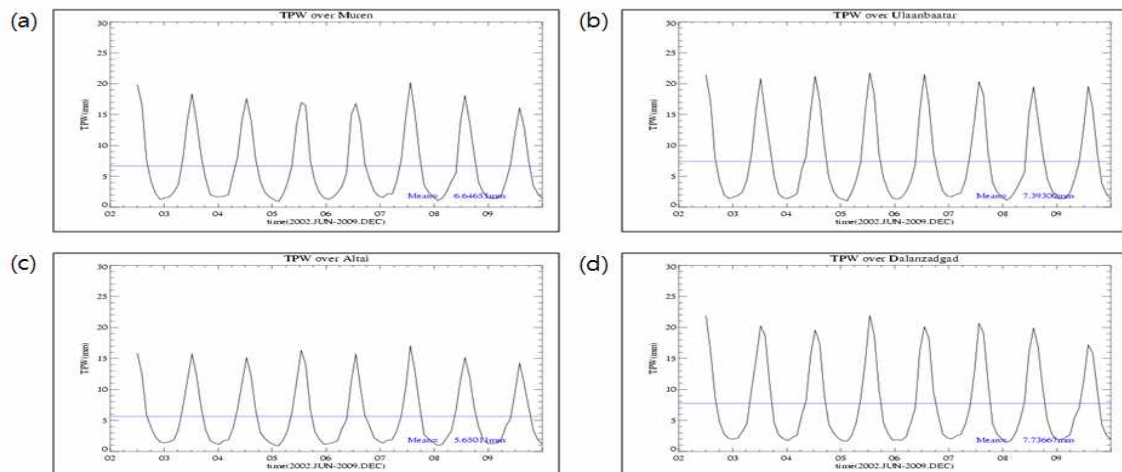 (a)
TPW over Muren
30
25
20
15
10
5
0
TPW(mm)
Mean= 6.64651mm
02 03 04 05 06 07 08 09
time(2002.JUN-2009.DEC)
(b)
TPW over Ulaanbaatar
30
25
20
15
10
5
0
TPW(mm)
Mean= 7.39300mm
02 03 04 05 06 07 08 09
time(2002.JUN-2009.DEC)
(c)
TPW over Altai
30
25
20
15
10
5
0
TPW(mm)
Mean= 5.65011mm
02 03 04 05 06 07 08 09
time(2002.JUN-2009.DEC)
(d)
TPW over Dalanzadgad
30
25
20
15
10
5
0
TPW(mm)
Mean= 7.73667mm
02 03 04 05 06 07 08 09
time(2002.JUN-2009.DEC)